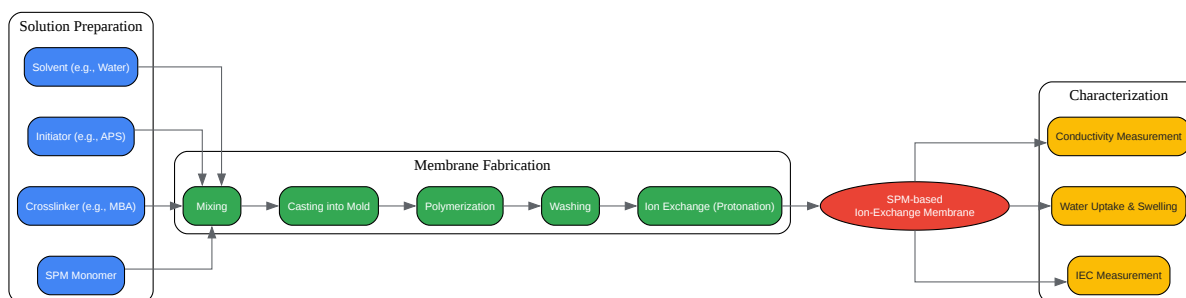 Solution Preparation
Solvent (e.g., Water)
Initiator (e.g., APS)
Crosslinker (e.g., MBA)
SPM Monomer
Membrane Fabrication
Mixing
Casting into Mold
Polymerization
Washing
Ion Exchange (Protonation)
SPM-based
Ion-Exchange Membrane
Characterization
Conductivity Measurement
Water Uptake & Swelling
IEC Measurement